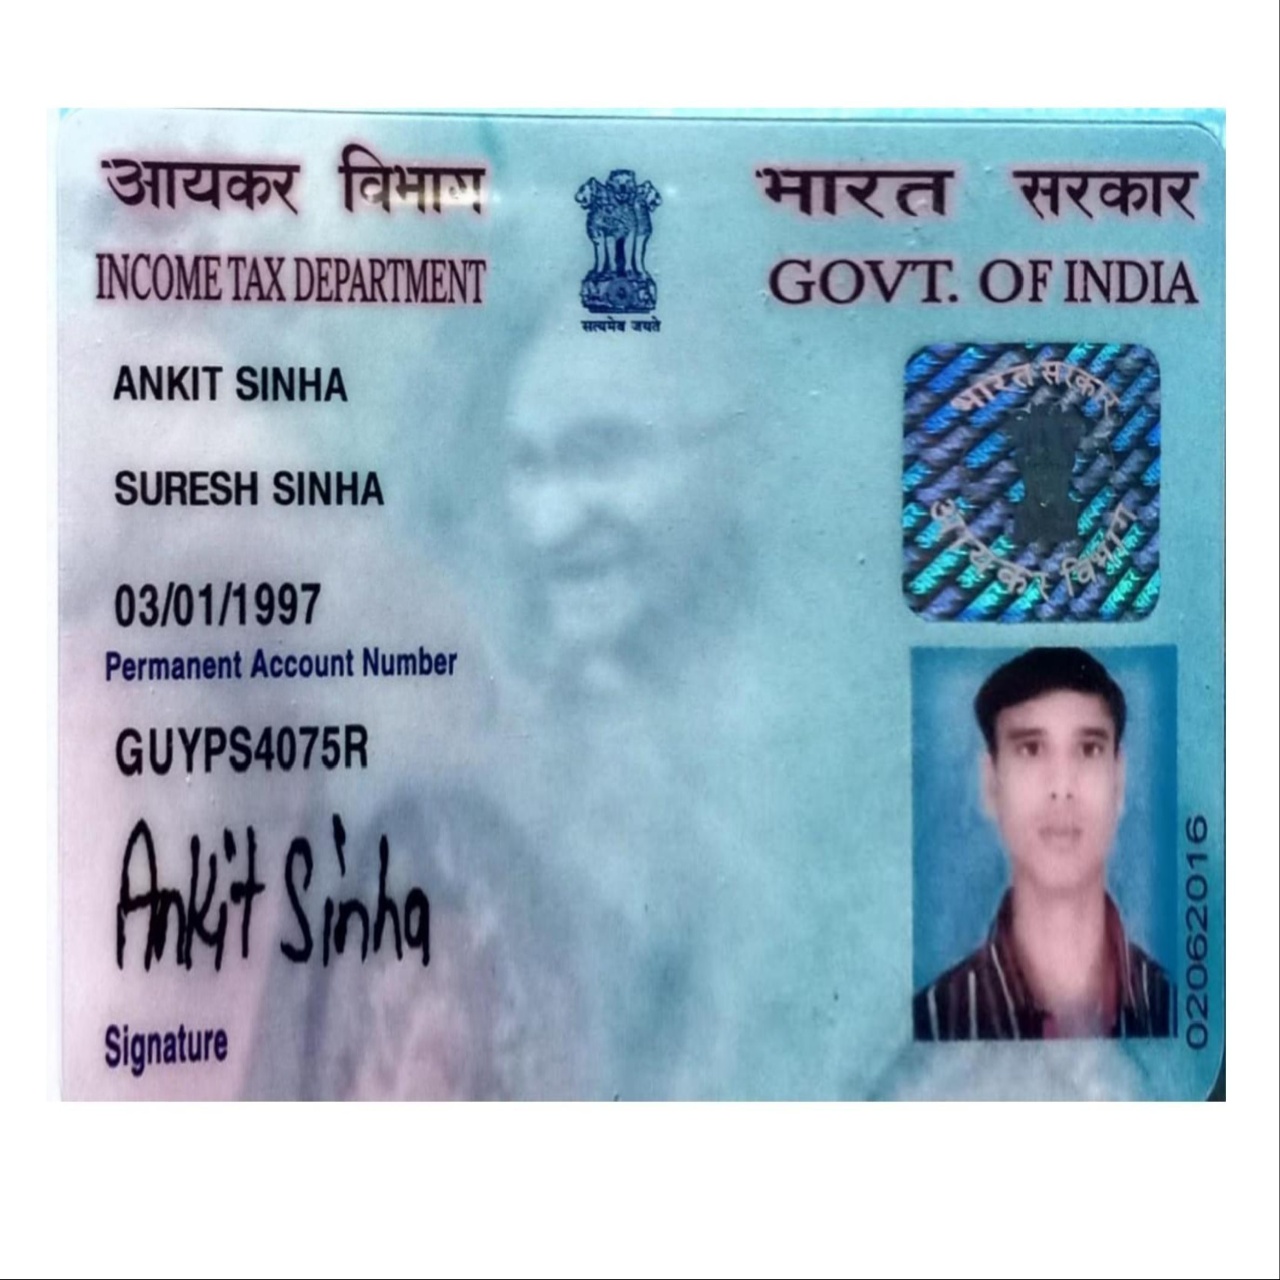 आयकर विभाग
INCOME TAX DEPARTMENT
सत्यमेव जयते
भारत सरकार
GOVT. OF INDIA
ANKIT SINHA
SURESH SINHA
03/01/1997
Permanent Account Number
GUYPS4075R
Ankit Sinha
Signature
भारत सरकार
आयकर विभाग
02062016